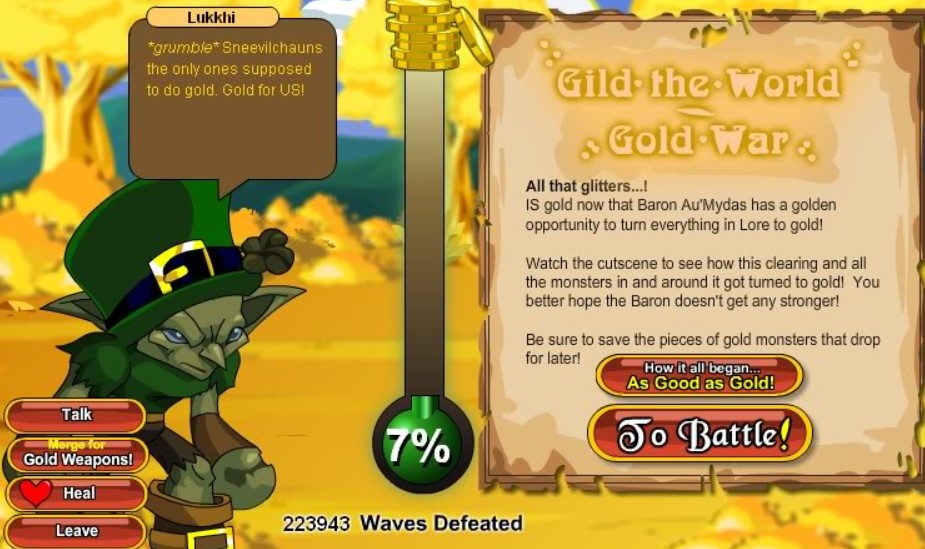 Lukkhi
*grumble* Sneevilchauns
the only ones supposed
to do gold. Gold for US!
Gild·the·World
Gold·War
All that glitters...!
IS gold now that Baron Au'Mydas has a golden
opportunity to turn everything in Lore to gold!
Watch the cutscene to see how this clearing and all
the monsters in and around it got turned to gold!  You
better hope the Baron doesn't get any stronger!
Be sure to save the pieces of gold monsters that drop
for later!
How it all began...
As Good as Gold!
To Battle!
Talk
Merge for
Gold Weapons!
Heal
Leave
7%
223943 Waves Defeated